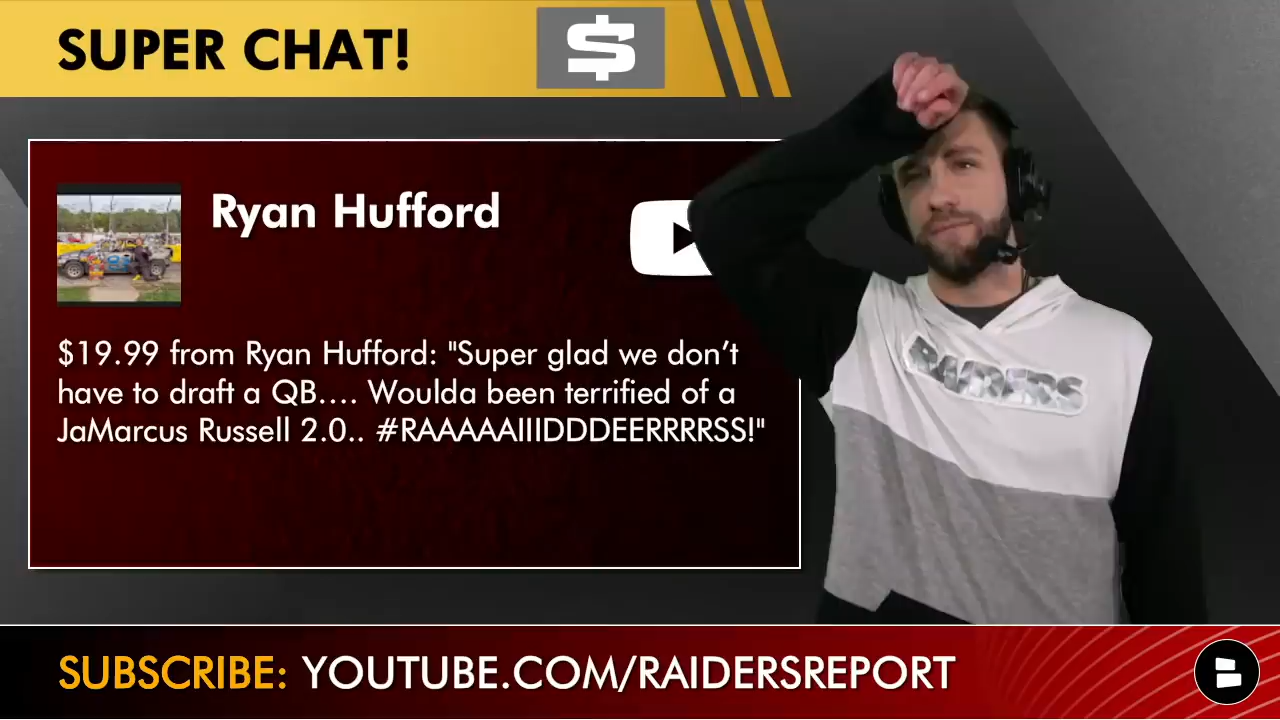 SUPER CHAT!
$
Ryan Hufford
$19.99 from Ryan Hufford: "Super glad we don’t
have to draft a QB.... Woulda been terrified of a
JaMarcus Russell 2.0.. #RAAAAAIIIDDDEERRRRSS!"
RAIDERS
SUBSCRIBE: YOUTUBE.COM/RAIDERSREPORT